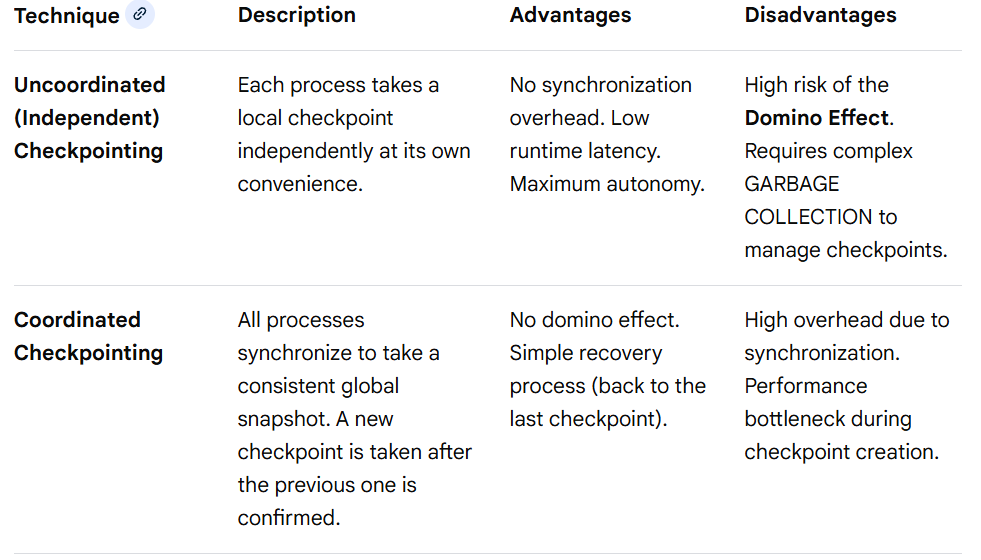 Technique
Description
Advantages
Disadvantages
Uncoordinated
(Independent)
Checkpointing
Each process takes a
local checkpoint
independently at its own
convenience.
No synchronization
overhead. Low
runtime latency.
Maximum autonomy.
High risk of the
Domino Effect.
Requires complex
GARBAGE
COLLECTION to
manage checkpoints.
Coordinated
Checkpointing
All processes
synchronize to take a
consistent global
snapshot. A new
checkpoint is taken after
the previous one is
confirmed.
No domino effect.
Simple recovery
process (back to the
last checkpoint).
High overhead due to
synchronization.
Performance
bottleneck during
checkpoint creation.